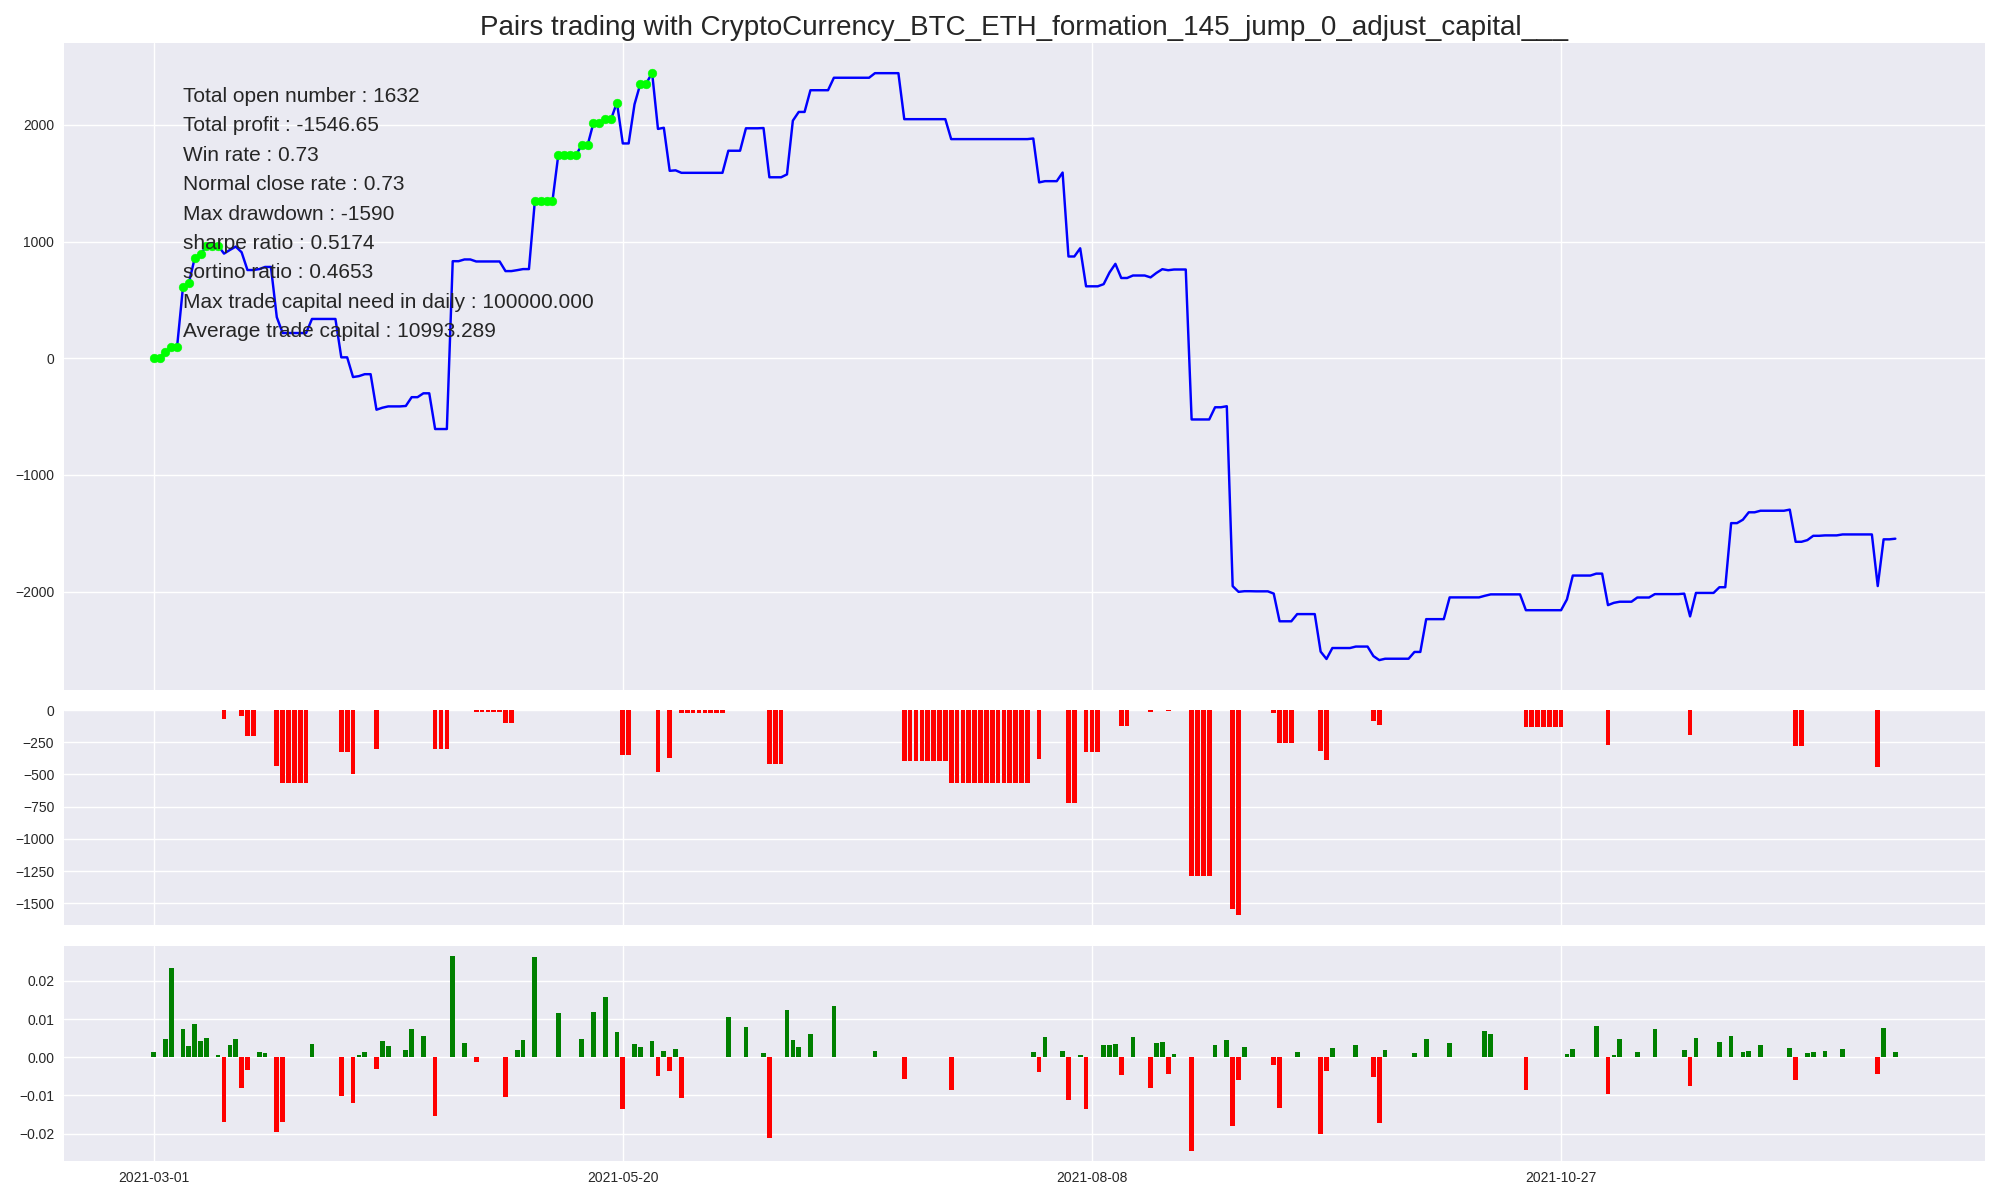 Pairs trading with CryptoCurrency_BTC_ETH_formation_145_jump_0_adjust_capital___
Total open number : 1632
Total profit : -1546.65
Win rate : 0.73
Normal close rate : 0.73
Max drawdown : -1590
sharpe ratio : 0.5174
sortino ratio : 0.4653
Max trade capital need in daily : 100000.000
Average trade capital : 10993.289
2000
1000
0
−1000
−2000
0
−250
−500
−750
−1000
−1250
−1500
0.02
0.01
0.00
−0.01
−0.02
2021-03-01
2021-05-20
2021-08-08
2021-10-27